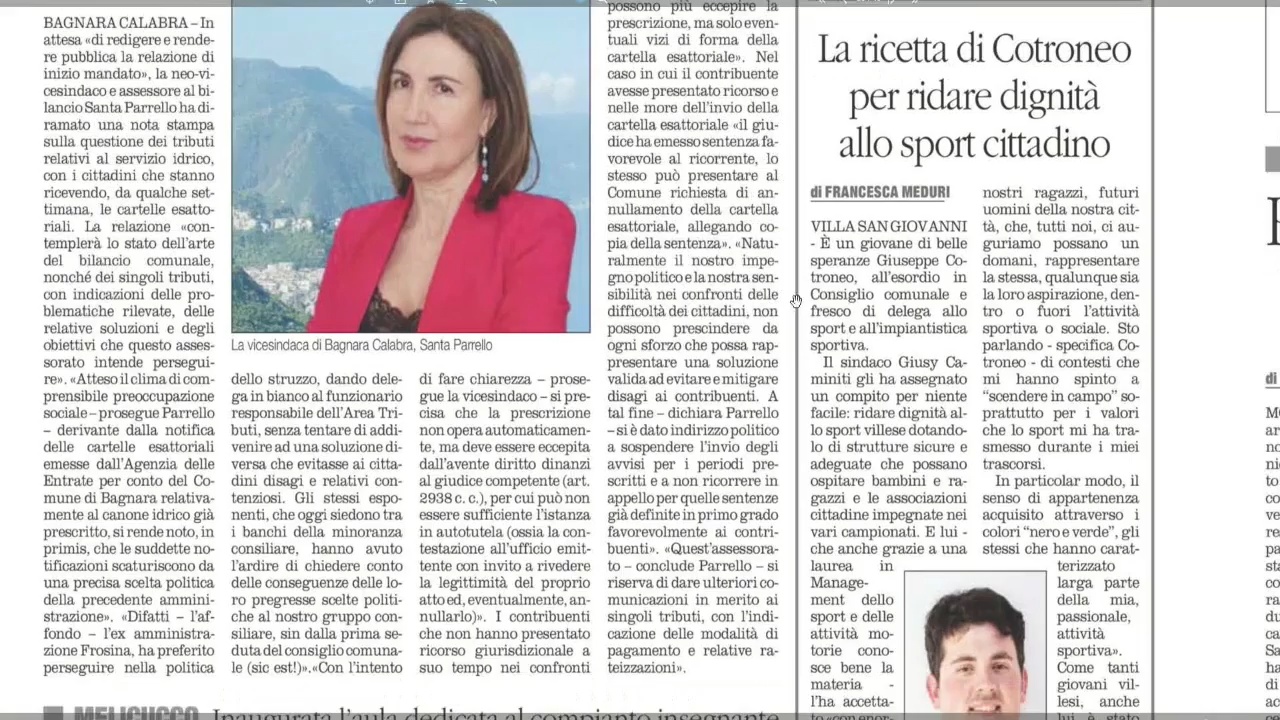 BAGNARA CALABRA – In
attesa «di redigere e rende-
re pubblica la relazione di
inizio mandato», la neo-vi-
cesindaco e assessore al bi-
lancio Santa Parrello ha di-
ramato una nota stampa
sulla questione dei tributi
relativi al servizio idrico,
con i cittadini che stanno
ricevendo, da qualche set-
timana, le cartelle esatto-
riali. La relazione «con-
templerà lo stato dell'arte
del bilancio comunale,
nonché dei singoli tributi,
con indicazioni delle pro-
blematiche rilevate, delle
relative soluzioni e degli
obiettivi che questo asses-
sorato intende persegui-
re». «Atteso il clima di com-
prensibile preoccupazione
sociale – prosegue Parrello
– derivante dalla notifica
delle cartelle esattoriali
emesse dall'Agenzia delle
Entrate per conto del Co-
mune di Bagnara relativa-
mente al canone idrico già
prescritto, si rende noto, in
primis, che le suddette no-
tificazioni scaturiscono da
una precisa scelta politica
della precedente ammini-
strazione». «Difatti – l'af-
fondo – l'ex amministra-
zione Frosina, ha preferito
perseguire nella politica
La vicesindaca di Bagnara Calabra, Santa Parrello
dello struzzo, dando dele-
ga in bianco al funzionario
responsabile dell'Area Tri-
buti, senza tentare di addi-
venire ad una soluzione di-
versa che evitasse ai citta-
dini disagi e relativi con-
tenziosi. Gli stessi espo-
nenti, che oggi siedono tra
i banchi della minoranza
consiliare, hanno avuto
l'ardire di chiedere conto
delle conseguenze delle lo-
ro pregresse scelte politi-
che al nostro gruppo con-
siliare, sin dalla prima se-
duta del consiglio comuna-
le (sic est!)».«Con l'intento
di fare chiarezza – prose-
gue la vicesindaco – si pre-
cisa che la prescrizione
non opera automaticamen-
te, ma deve essere eccepita
dall'avente diritto dinanzi
al giudice competente (art.
2938 c. c.), per cui può non
essere sufficiente l'istanza
in autotutela (ossia la con-
testazione all'ufficio emit-
tente con invito a rivedere
la legittimità del proprio
atto ed, eventualmente, an-
nullarlo)». I contribuenti
che non hanno presentato
ricorso giurisdizionale a
suo tempo nei confronti
possono più eccepire la
prescrizione, ma solo even-
tuali vizi di forma della
cartella esattoriale». Nel
caso in cui il contribuente
avesse presentato ricorso e
nelle more dell'invio della
cartella esattoriale «il giu-
dice ha emesso sentenza fa-
vorevole al ricorrente, lo
stesso può presentare al
Comune richiesta di an-
nullamento della cartella
esattoriale, allegando co-
pia della sentenza». «Natu-
ralmente il nostro impe-
gno politico e la nostra sen-
sibilità nei confronti delle
difficoltà dei cittadini, non
possono prescindere da
ogni sforzo che possa rap-
presentare una soluzione
valida ad evitare e mitigare
disagi ai contribuenti. A
tal fine – dichiara Parrello
– si è dato indirizzo politico
a sospendere l'invio degli
avvisi per i periodi pre-
scritti e a non ricorrere in
appello per quelle sentenze
già definite in primo grado
favorevolmente ai contri-
buenti». «Quest'assessora-
to – conclude Parrello – si
riserva di dare ulteriori co-
municazioni in merito ai
singoli tributi, con l'indi-
cazione delle modalità di
pagamento e relative ra-
teizzazioni».
La ricetta di Cotroneo
per ridare dignità
allo sport cittadino
di FRANCESCA MEDURI
VILLA SAN GIOVANNI
- È un giovane di belle
speranze Giuseppe Co-
troneo, all'esordio in
Consiglio comunale e
fresco di delega allo
sport e all'impiantistica
sportiva.
Il sindaco Giusy Ca-
miniti gli ha assegnato
un compito per niente
facile: ridare dignità al-
lo sport villese dotando-
lo di strutture sicure e
adeguate che possano
ospitare bambini e ra-
gazzi e le associazioni
cittadine impegnate nei
vari campionati. E lui -
che anche grazie a una
laurea in
Manage-
ment dello
sport e delle
attività mo-
torie cono-
sce bene la
materia -
l'ha accetta-
to «con enor-
nostri ragazzi, futuri
uomini della nostra cit-
tà, che, tutti noi, ci au-
guriamo possano un
domani, rappresentare
la stessa, qualunque sia
la loro aspirazione, den-
tro o fuori l'attività
sportiva o sociale. Sto
parlando - specifica Co-
troneo - di contesti che
mi hanno spinto a
“scendere in campo” so-
prattutto per i valori
che lo sport mi ha tra-
smesso durante i miei
trascorsi.
In particolar modo, il
senso di appartenenza
acquisito attraverso i
colori “nero e verde”, gli
stessi che hanno carat-
terizzato
larga parte
della mia,
passionale,
attività
sportiva».
Come tanti
giovani vil-
lesi, anche
lui è stato
MELICUCCO Inaugurata l'aula dedicata al compianto insegnante
di